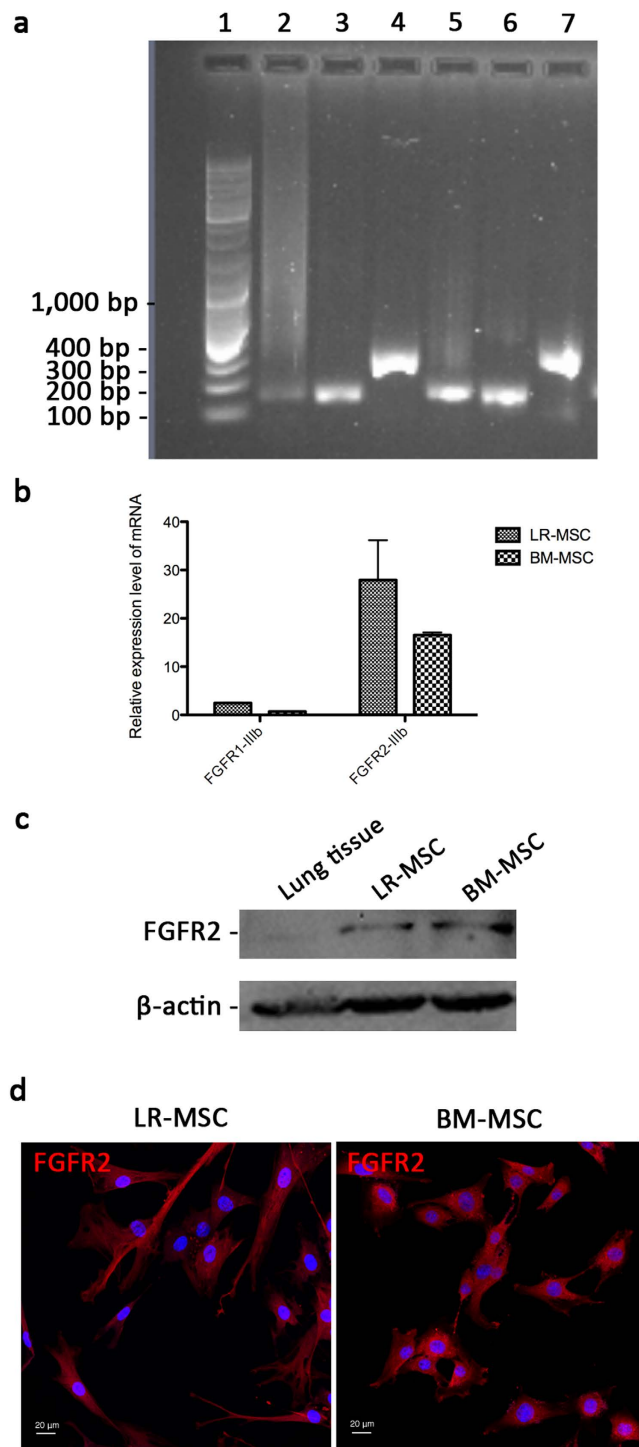 a
1 2 3 4 5 6 7
1,000 bp -
400 bp -
300 bp -
200 bp -
100 bp -
b
Relative expression level of mRNA
40
30
20
10
0
LR-MSC
BM-MSC
FGFR1-IIIb
FGFR2-IIIb
c
Lung tissue
LR-MSC
BM-MSC
FGFR2 -
β-actin -
d
LR-MSC
BM-MSC
FGFR2
FGFR2
20 µm
20 µm